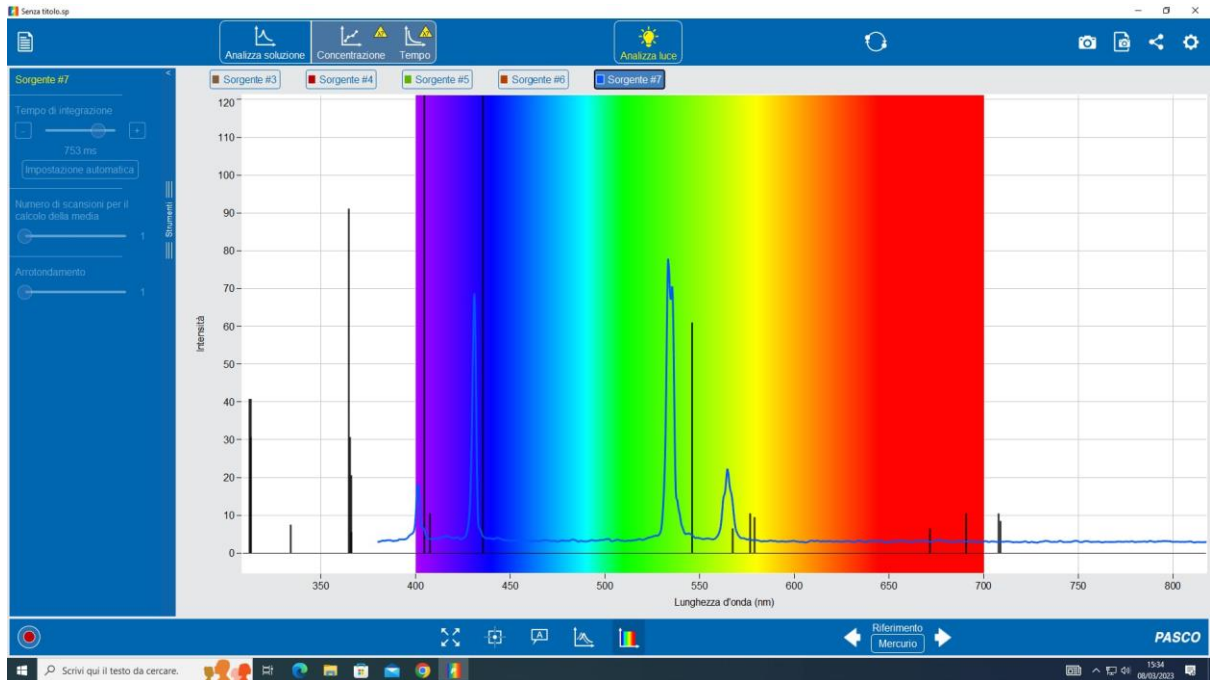 Senza titolo.sp
Analizza soluzione
Concentrazione
Tempo
Analizza luce
Sorgente #7
Tempo di integrazione
-
+
753 ms
Impostazione automatica
Numero di scansioni per il
calcolo della media
1
Arrotondamento
1
Strumenti
Sorgente #3
Sorgente #4
Sorgente #5
Sorgente #6
Sorgente #7
Intensità
120
110
100
90
80
70
60
50
40
30
20
10
0
350
400
450
500
550
600
650
700
750
800
Lunghezza d'onda (nm)
A
Riferimento
Mercurio
PASCO
Scrivi qui il testo da cercare.
15:34
08/03/2023